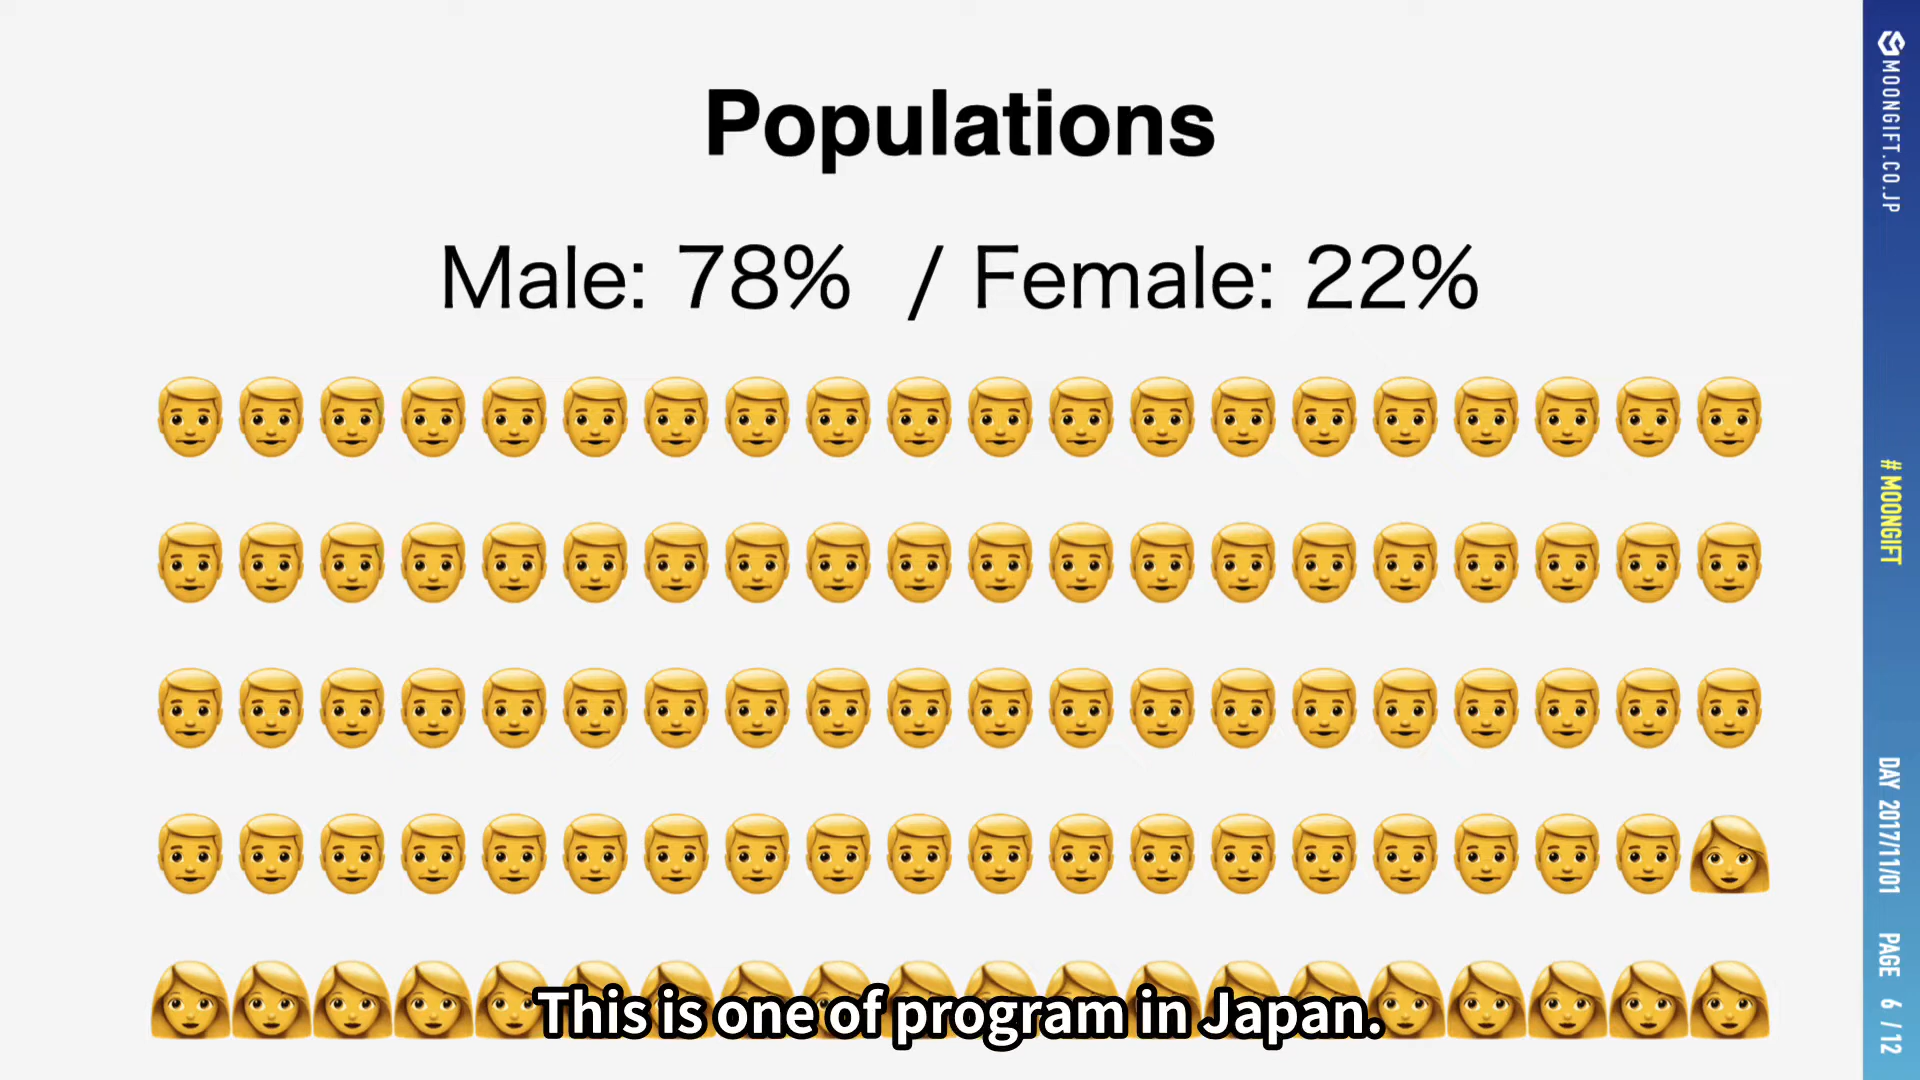 Populations
Male: 78% / Female: 22%
This is one of program in Japan.
MOONGIFT.CO.JP
# MOONGIFT
DAY 2017/11/01 PAGE 6 / 12